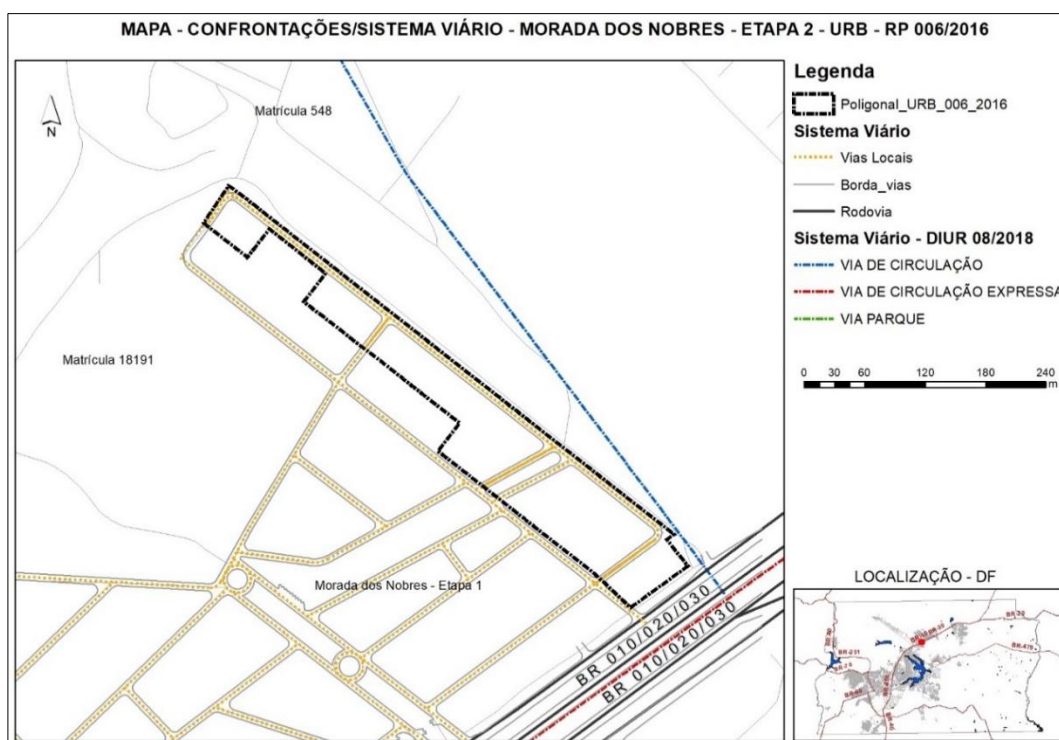 MAPA - CONFRONTAÇÕES/SISTEMA VIÁRIO - MORADA DOS NOBRES - ETAPA 2 - URB - RP 006/2016
Matrícula 548
N
Matrícula 18191
Morada dos Nobres - Etapa 1
BR 010/020/030
BR 010/020/030
Legenda
Poligonal_URB_006_2016
Sistema Viário
Vias Locais
Borda_vias
Rodovia
Sistema Viário - DIUR 08/2018
VIA DE CIRCULAÇÃO
VIA DE CIRCULAÇÃO EXPRESSA
VIA PARQUE
0 30 60 120 180 240
m
LOCALIZAÇÃO - DF